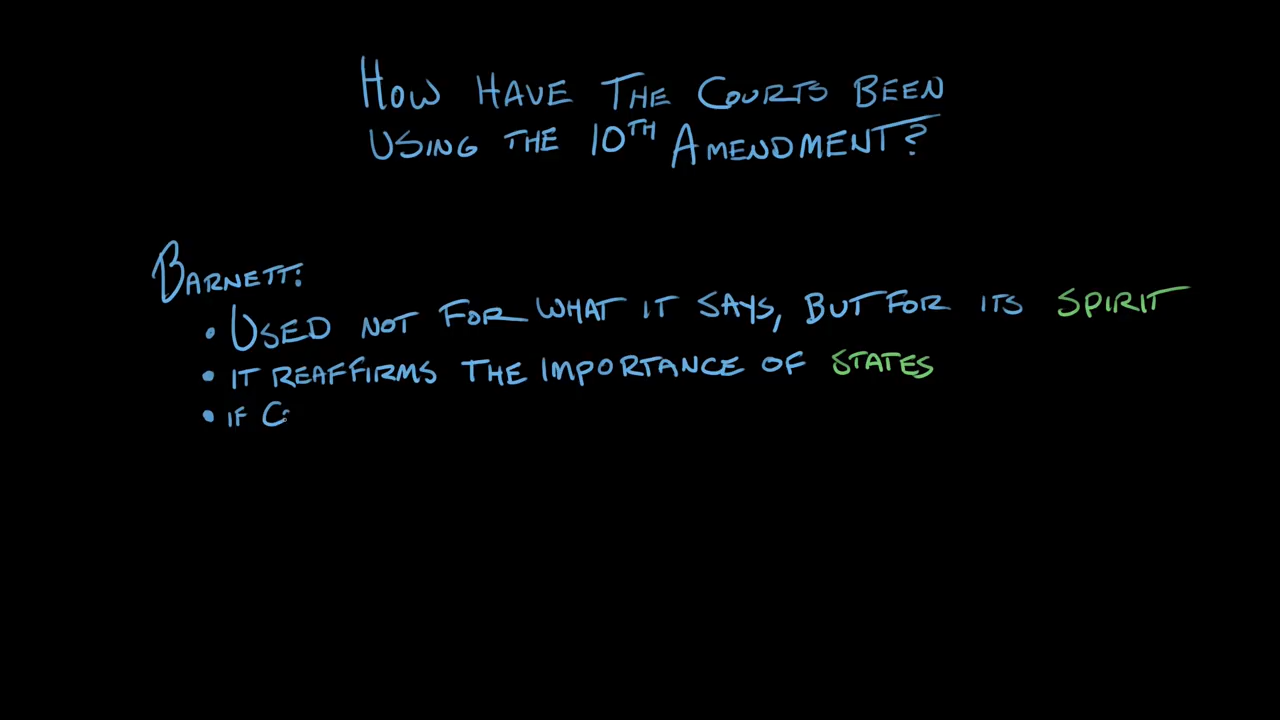 HOW HAVE THE COURTS BEEN
USING THE 10TH AMENDMENT?
BARNETT:
• USED NOT FOR WHAT IT SAYS, BUT FOR ITS SPIRIT
• IT REAFFIRMS THE IMPORTANCE OF STATES
• IF C